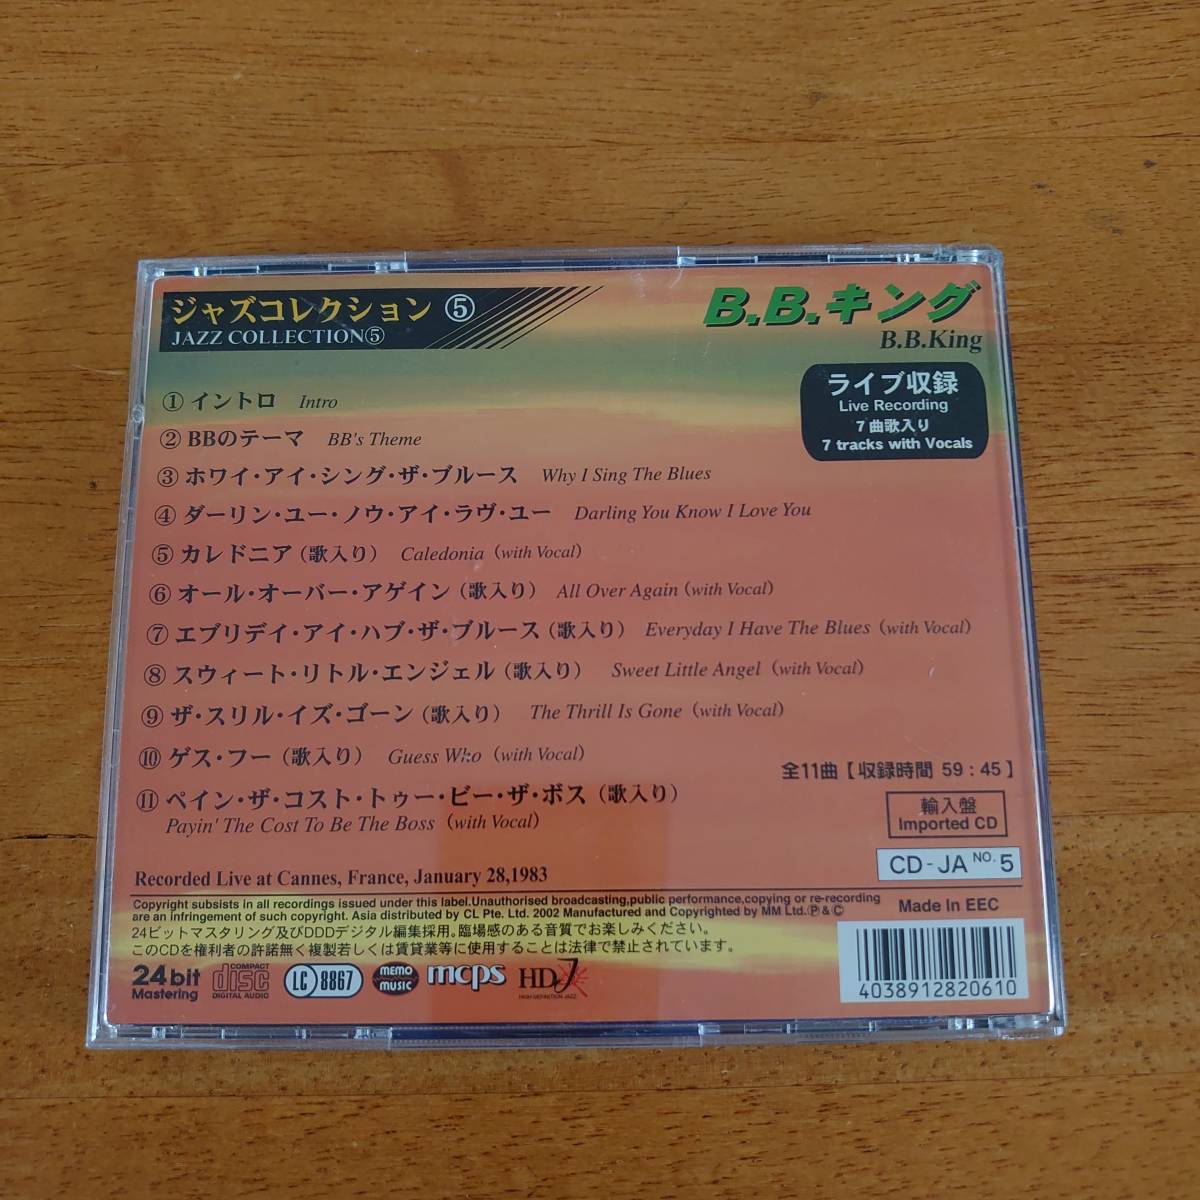 ジャズコレクション ⑤
JAZZ COLLECTION⑤
B.B.キング
B.B.King
ライブ収録
Live Recording
7曲歌入り
7 tracks with Vocals
① イントロ Intro
② BBのテーマ BB's Theme
③ ホワイ・アイ・シング・ザ・ブルース Why I Sing The Blues
④ ダーリン・ユー・ノウ・アイ・ラヴ・ユー Darling You Know I Love You
⑤ カレドニア（歌入り） Caledonia (with Vocal)
⑥ オール・オーバー・アゲイン（歌入り） All Over Again (with Vocal)
⑦ エブリデイ・アイ・ハブ・ザ・ブルース（歌入り） Everyday I Have The Blues (with Vocal)
⑧ スウィート・リトル・エンジェル（歌入り） Sweet Little Angel (with Vocal)
⑨ ザ・スリル・イズ・ゴーン（歌入り） The Thrill Is Gone (with Vocal)
⑩ ゲス・フー（歌入り） Guess Who (with Vocal)
⑪ ペイン・ザ・コスト・トゥー・ビー・ザ・ボス（歌入り）
Payin' The Cost To Be The Boss (with Vocal)
全11曲【収録時間 59：45】
輸入盤
Imported CD
CD-JA NO.5
Recorded Live at Cannes, France, January 28,1983
Copyright subsists in all recordings issued under this label.Unauthorised broadcasting,public performance,copying or re-recording
are an infringement of such copyright. Asia distributed by CL Pte. Ltd. 2002 Manufactured and Copyrighted by MM Ltd.Ⓟ&©
Made In EEC
24ビットマスタリング及びDDDデジタル編集採用。臨場感のある音質でお楽しみください。
このCDを権利者の許諾無く複製若しくは賃貸業等に使用することは法律で禁止されています。
24bit
Mastering
COMPACT
disc
DIGITAL AUDIO
LC 8867
MEMO
MUSIC
mcps
HDJ
HIGH DEFINITION JAZZ
4038912820610